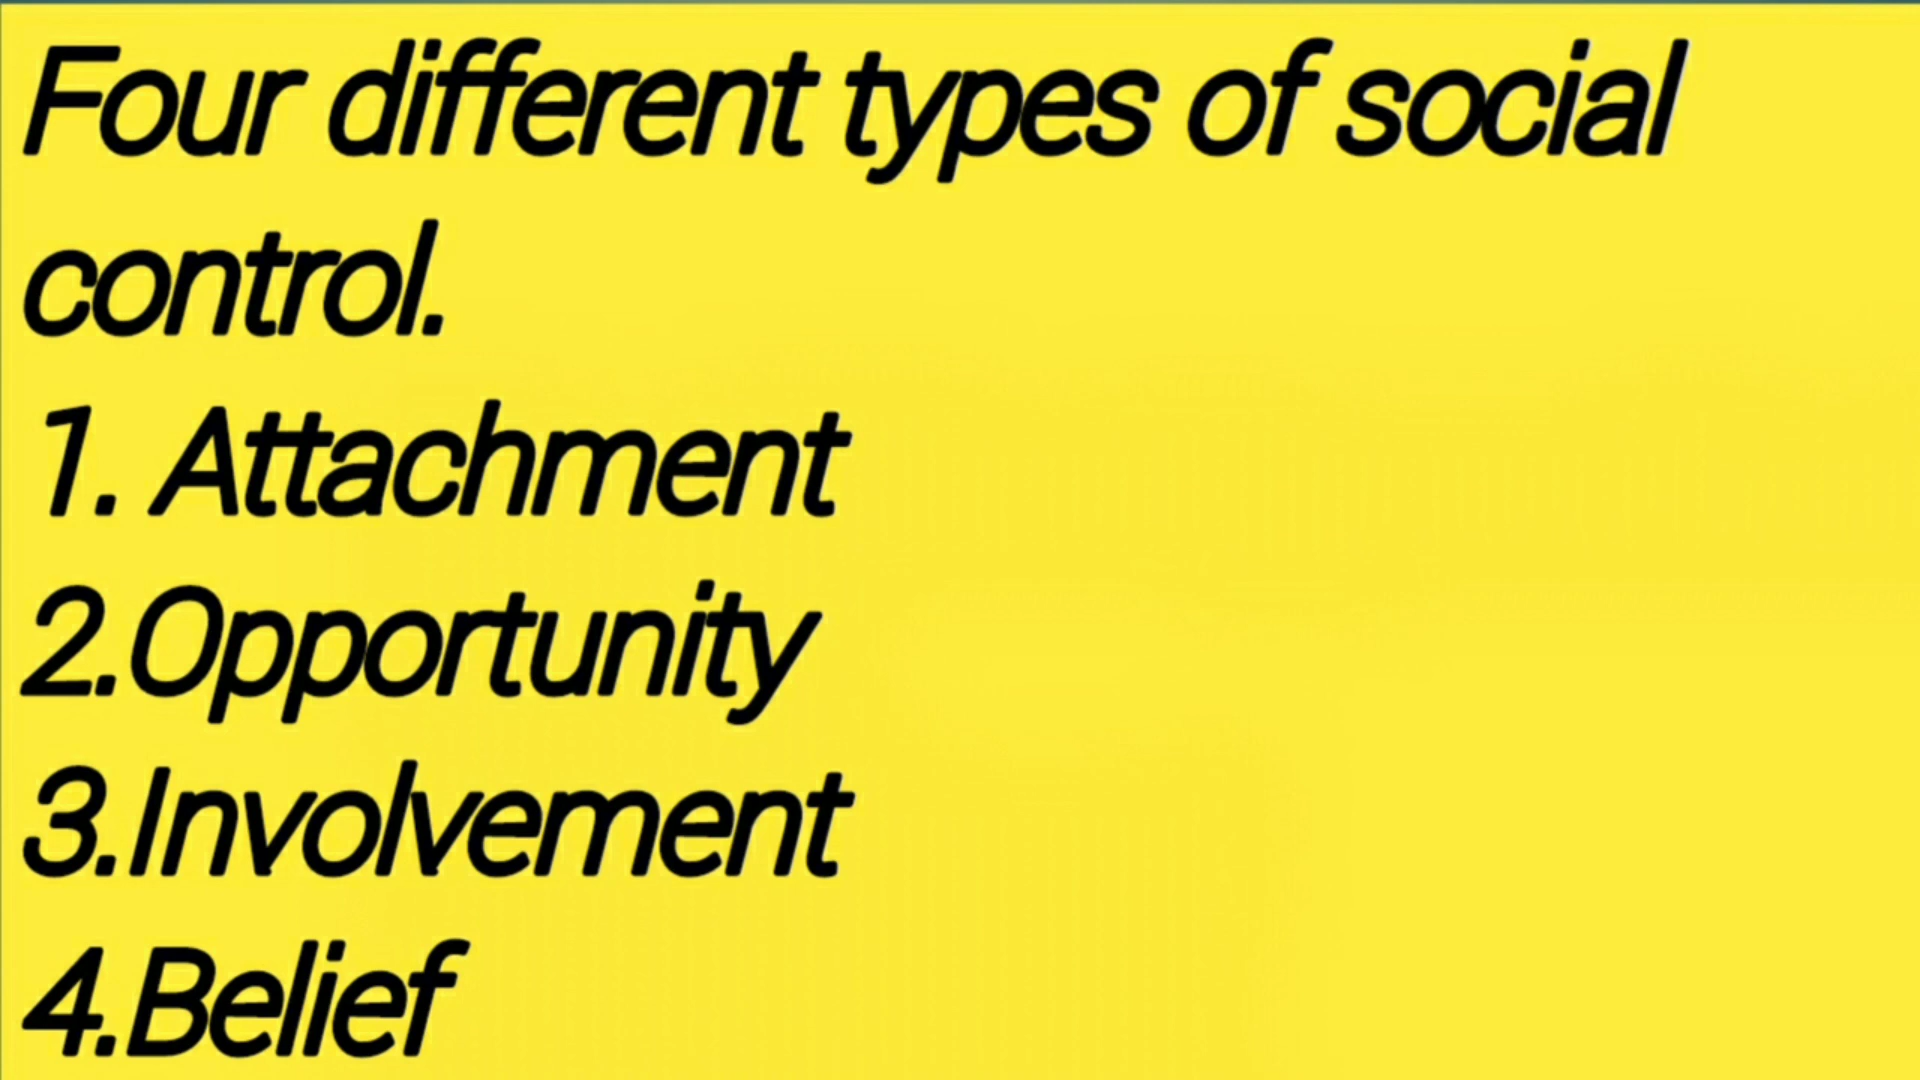 Four different types of social
control.
1. Attachment
2.Opportunity
3.Involvement
4.Belief